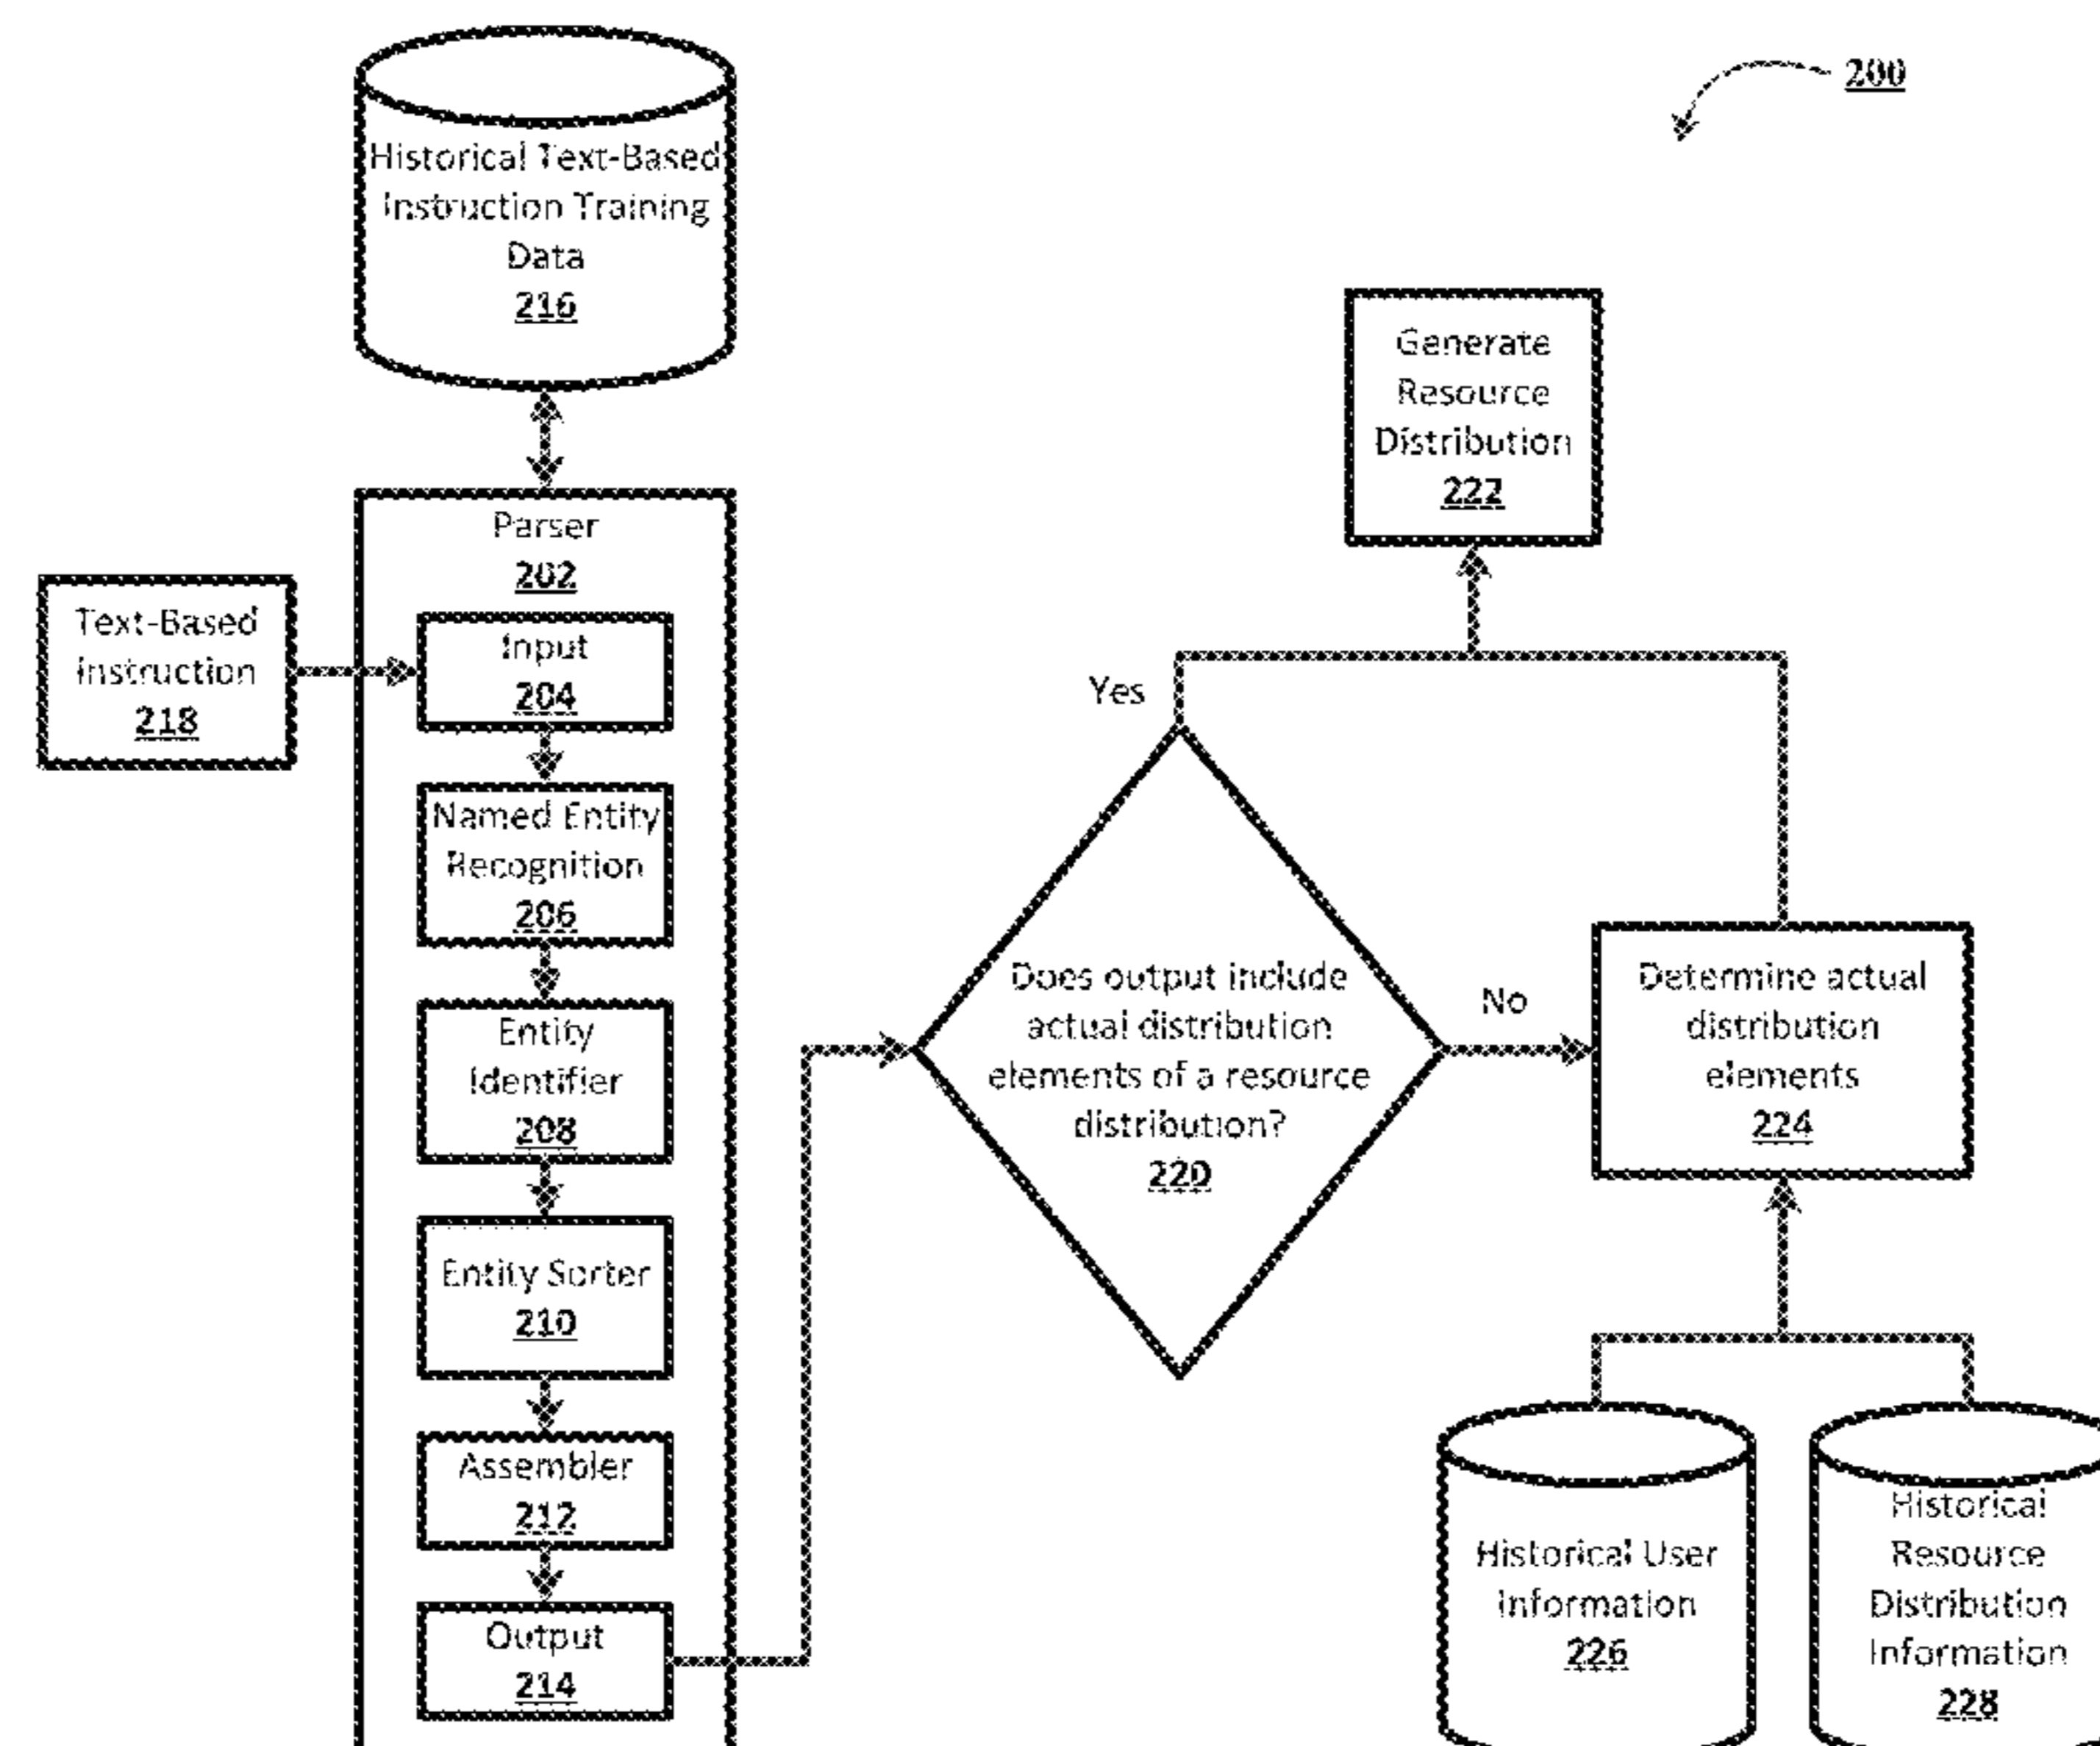 200
Historical Text-Based
Instruction Training
Data
216
Parser
202
Text-Based
Instruction
218
Input
204
Named Entity
Recognition
206
Entity
Identifier
208
Entity Sorter
210
Assembler
212
Output
214
Generate
Resource
Distribution
222
Yes
Does output include
actual distribution
elements of a resource
distribution?
220
No
Determine actual
distribution
elements
224
Historical User
Information
226
Historical
Resource
Distribution
Information
228